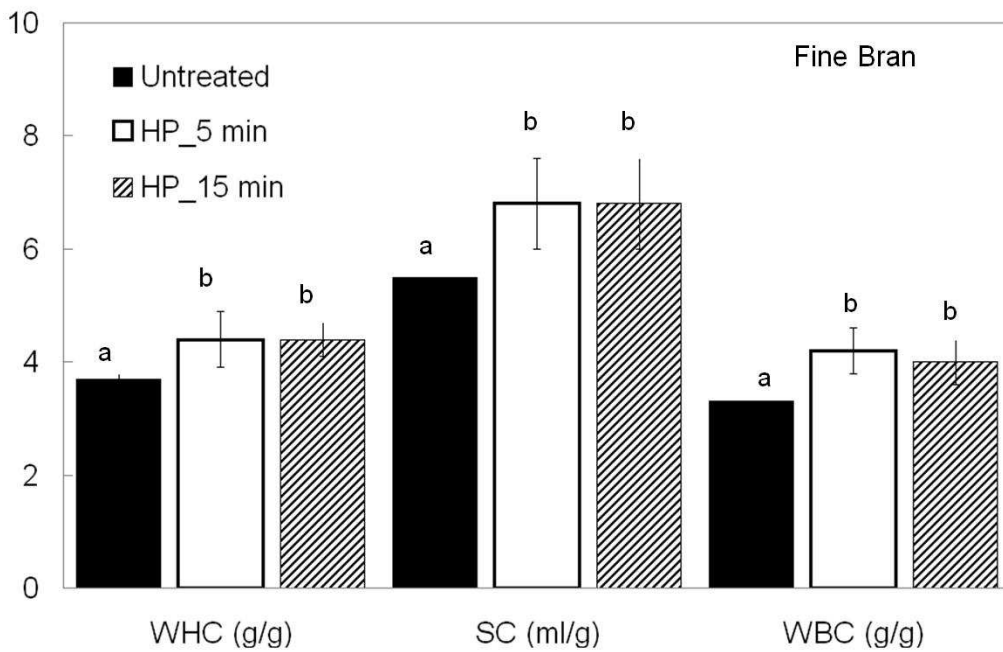 10
Fine Bran
Untreated
HP_5 min
HP_15 min
8
6
4
2
0
a
b
b
a
b
b
a
b
b
WHC (g/g)
SC (ml/g)
WBC (g/g)